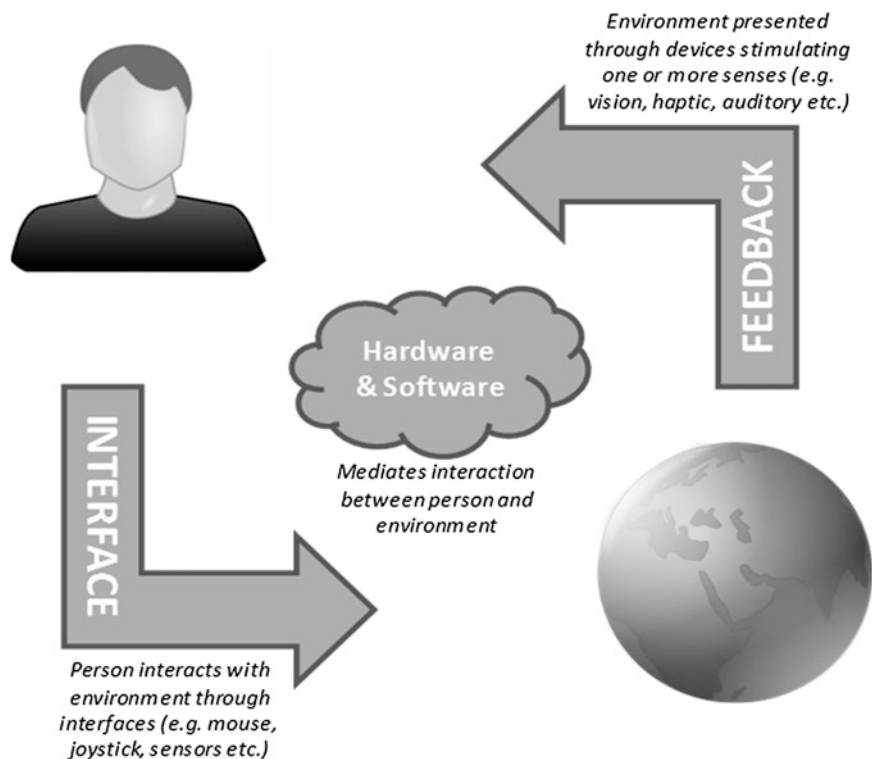 Environment presented
through devices stimulating
one or more senses (e.g.
vision, haptic, auditory etc.)
FEEDBACK
Hardware
& Software
Mediates interaction
between person and
environment
INTERFACE
Person interacts with
environment through
interfaces (e.g. mouse,
joystick, sensors etc.)